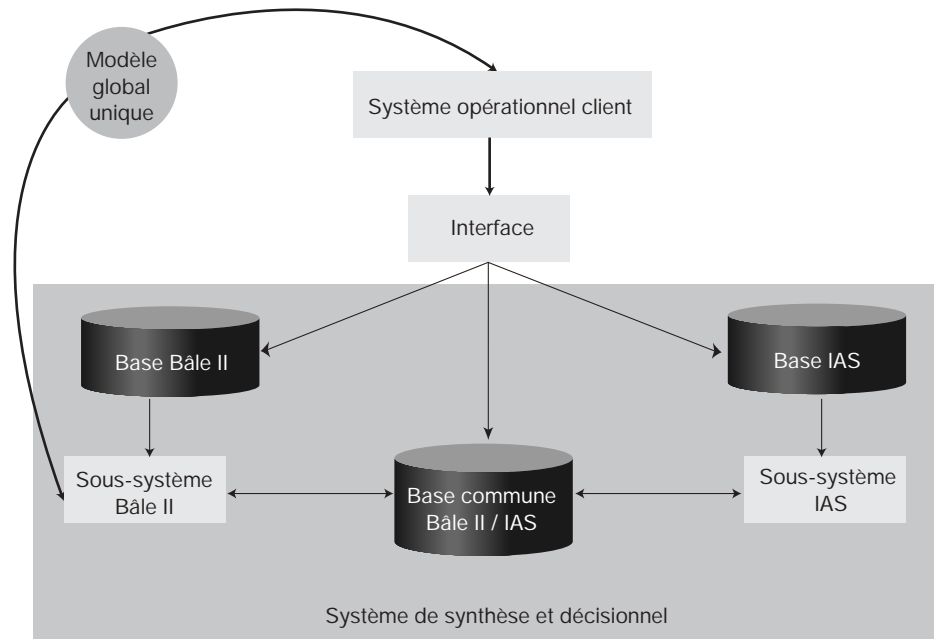 Modèle
global
unique
Système opérationnel client
Interface
Base Bâle II
Base IAS
Sous-système
Bâle II
Base commune
Bâle II / IAS
Sous-système
IAS
Système de synthèse et décisionnel